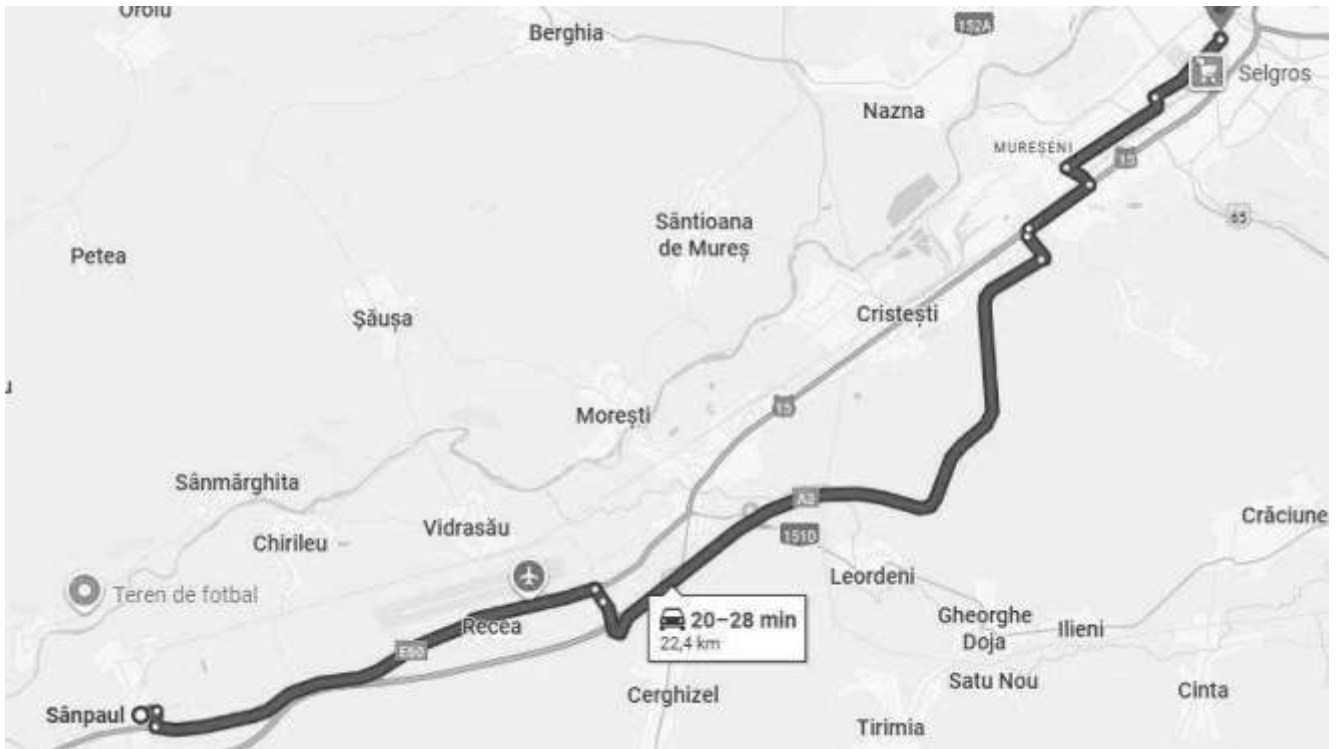 Oroiu
Berghia
152A
Selgros
Nazna
MUREȘENI
15
65
Sântioana
de Mureș
Petea
Șăușa
Cristești
15
Morești
Sânmărghita
A3
Vidrasău
Chirileu
151D
Crăciune
Teren de fotbal
Leordeni
20–28 min
22,4 km
Gheorghe
Doja
Ilieni
Recea
E60
Satu Nou
Cerghizel
Cinta
Sânpaul
Tirimia